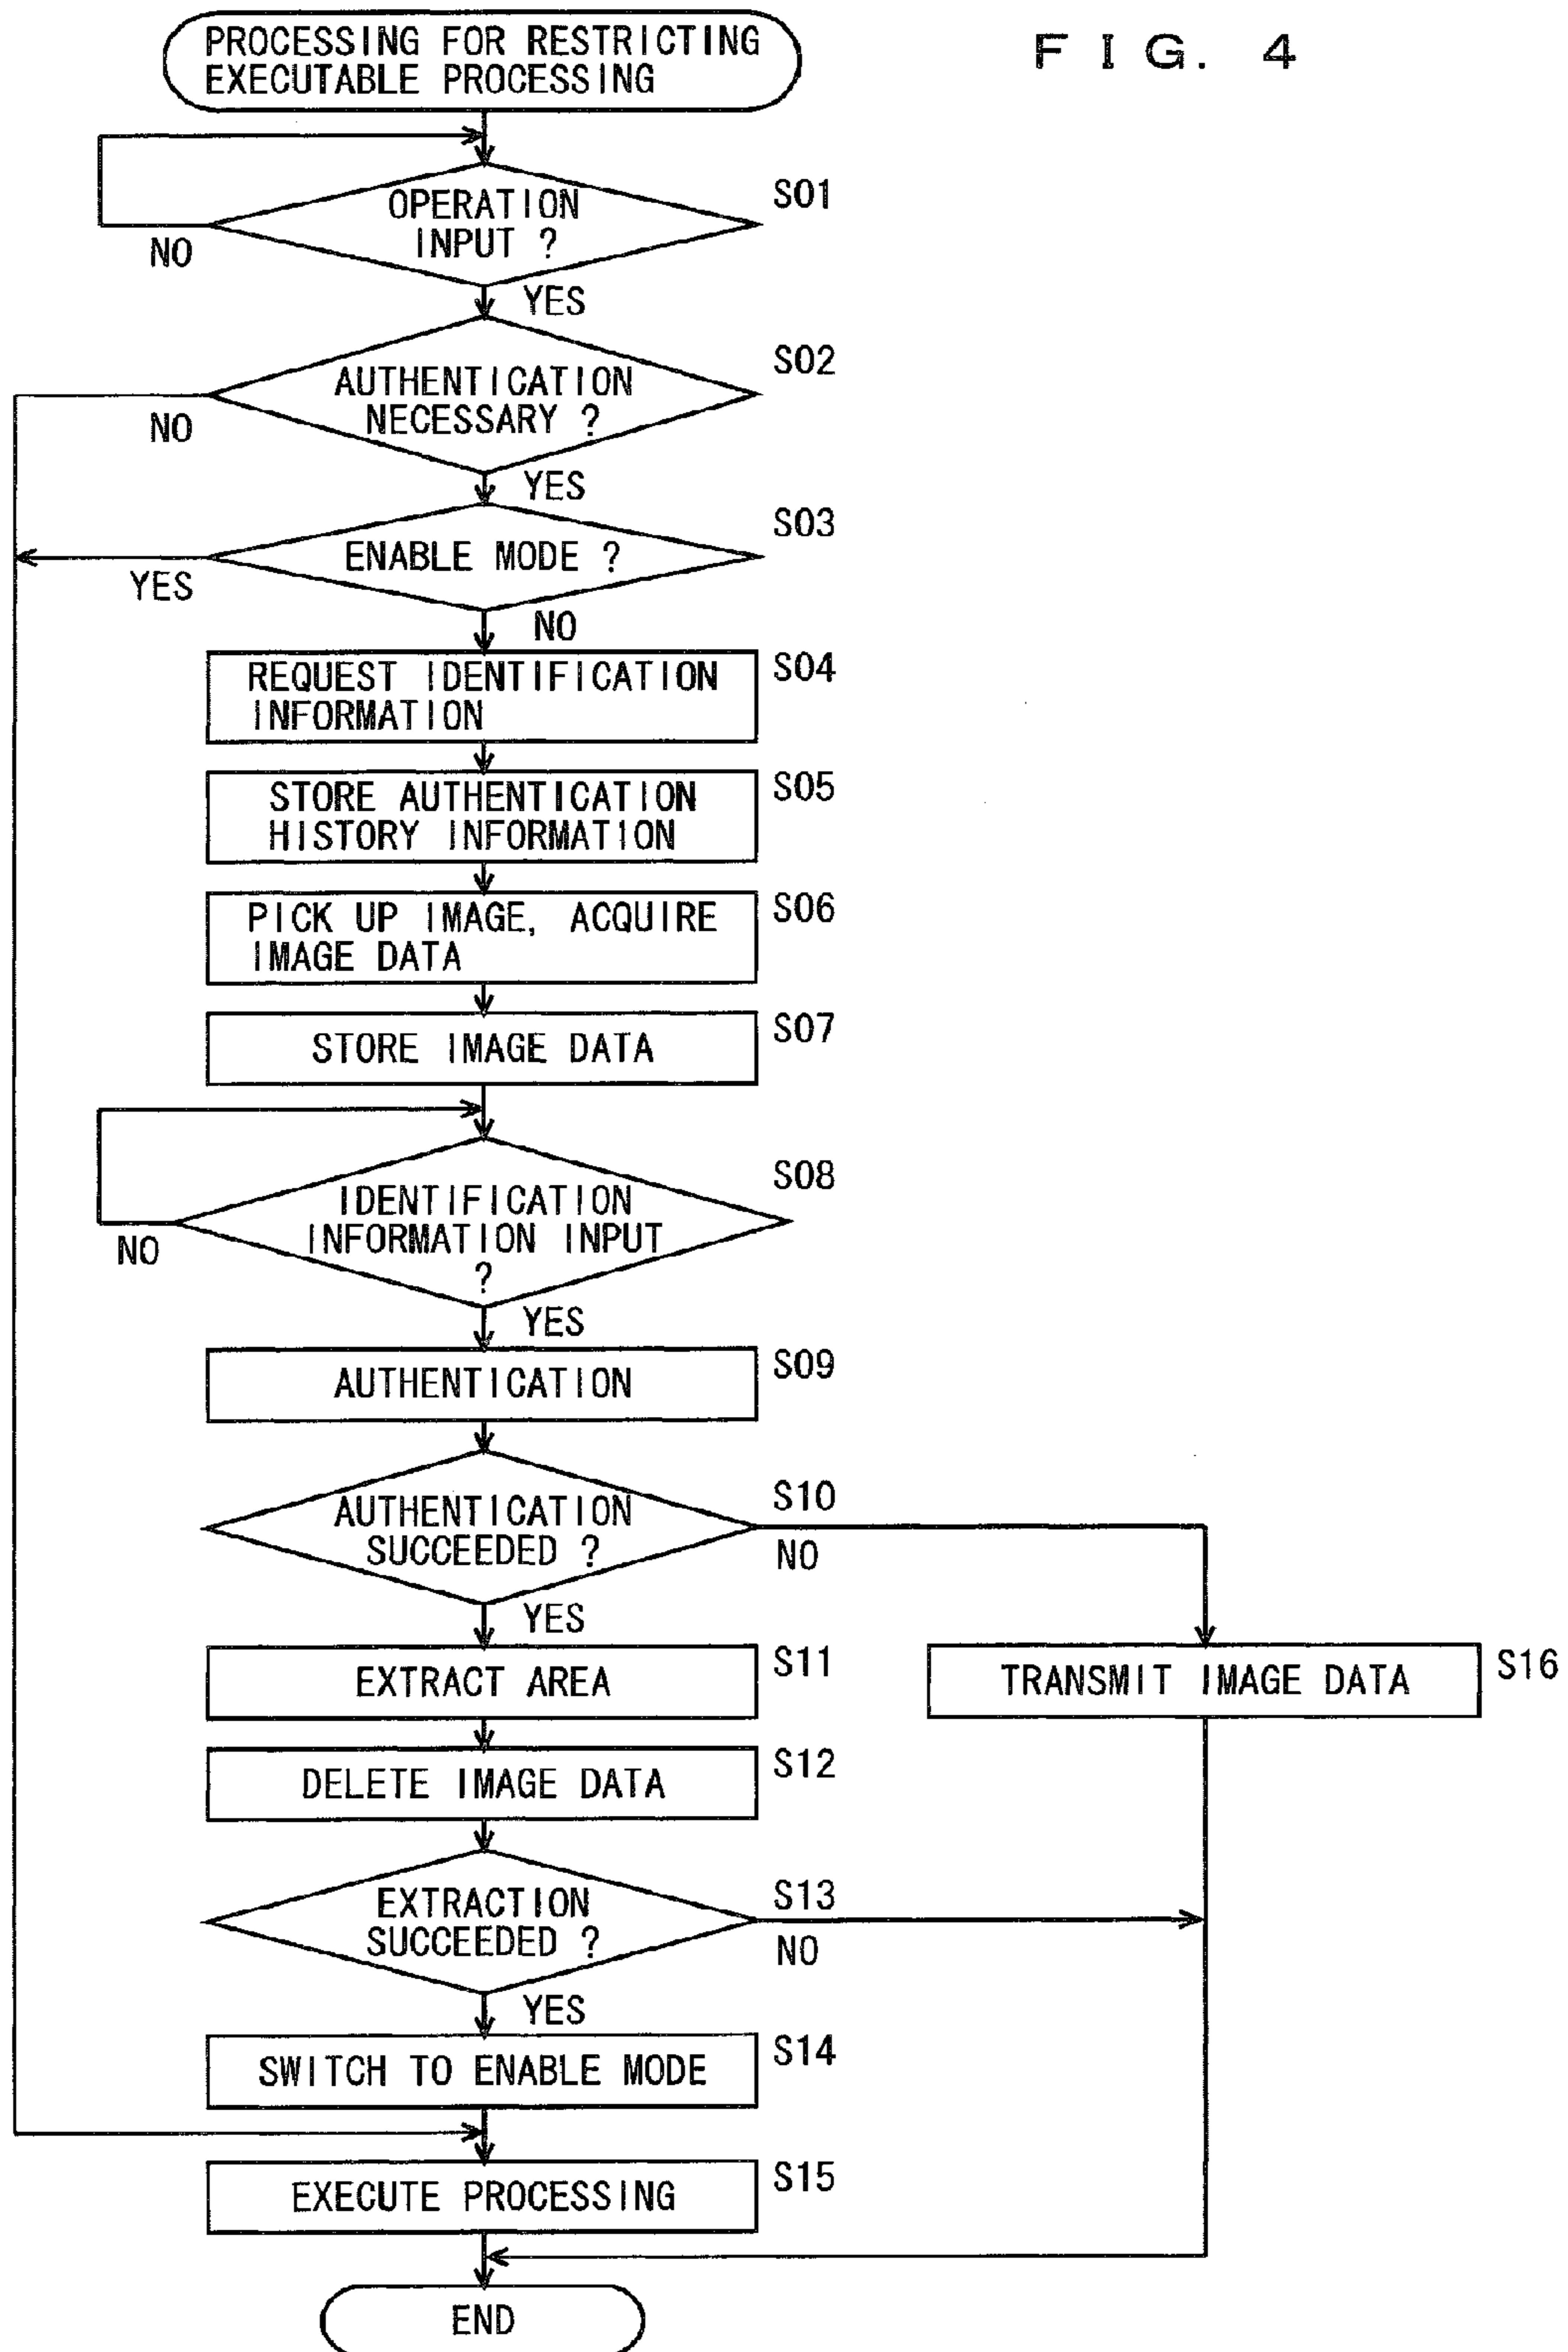 PROCESSING FOR RESTRICTING
EXECUTABLE PROCESSING
FIG. 4
OPERATION
INPUT ?
S01
NO
YES
AUTHENTICATION
NECESSARY ?
S02
NO
YES
ENABLE MODE ?
S03
YES
NO
REQUEST IDENTIFICATION
INFORMATION
S04
STORE AUTHENTICATION
HISTORY INFORMATION
S05
PICK UP IMAGE, ACQUIRE
IMAGE DATA
S06
STORE IMAGE DATA
S07
IDENTIFICATION
INFORMATION INPUT
?
S08
NO
YES
AUTHENTICATION
S09
AUTHENTICATION
SUCCEEDED ?
S10
NO
YES
EXTRACT AREA
S11
TRANSMIT IMAGE DATA
S16
DELETE IMAGE DATA
S12
EXTRACTION
SUCCEEDED ?
S13
NO
YES
SWITCH TO ENABLE MODE
S14
EXECUTE PROCESSING
S15
END